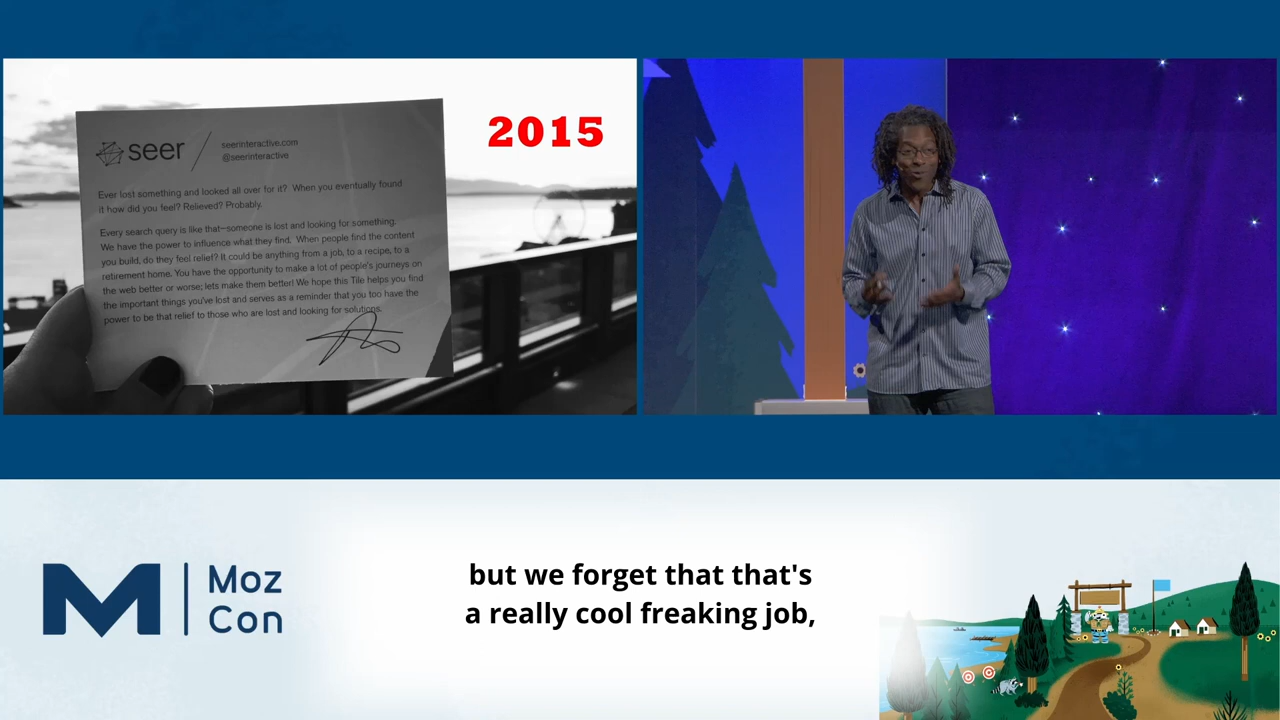 2015
seer
seerinteractive.com
@seerinteractive
Ever lost something and looked all over for it? When you eventually found
it how did you feel? Relieved? Probably.
Every search query is like that—someone is lost and looking for something.
We have the power to influence what they find. When people find the content
you build, do they feel relief? It could be anything from a job, to a recipe, to a
retirement home. You have the opportunity to make a lot of people's journeys on
the web better or worse; lets make them better! We hope this Tile helps you find
the important things you've lost and serves as a reminder that you too have the
power to be that relief to those who are lost and looking for solutions.
Moz
Con
but we forget that that's
a really cool freaking job,